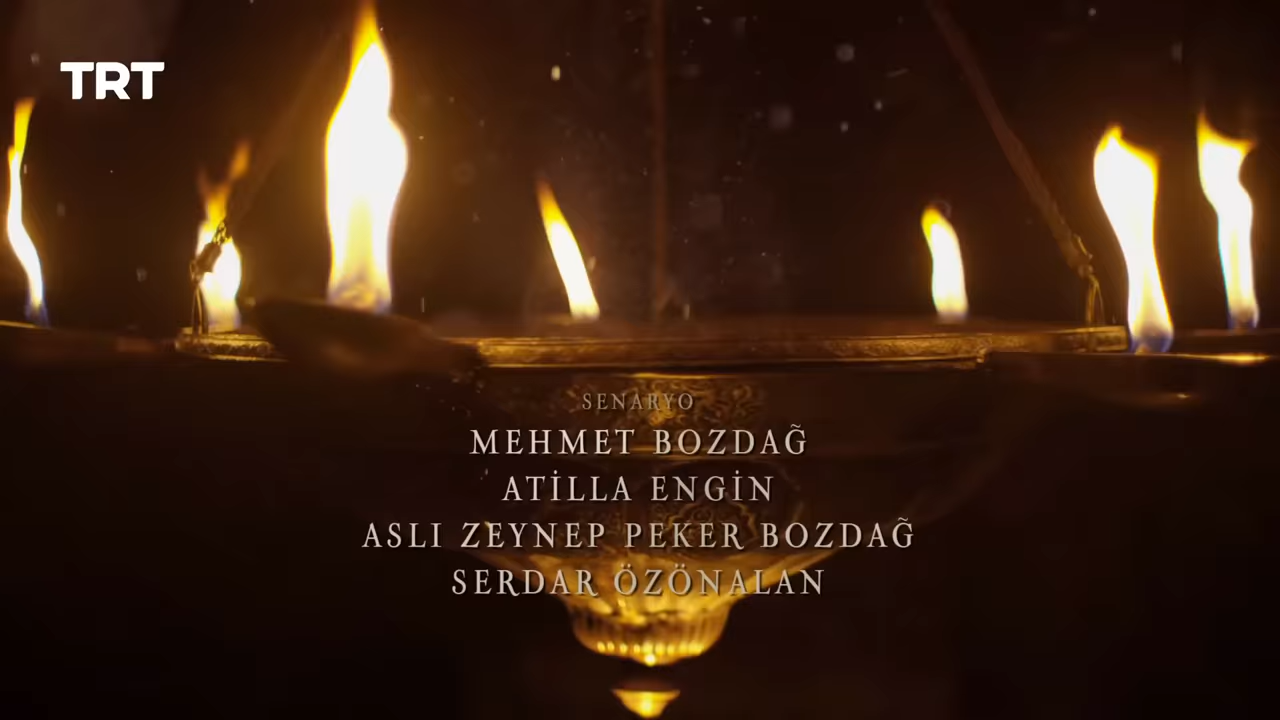 TRT
SENARYO
MEHMET BOZDAĞ
ATİLLA ENGİN
ASLI ZEYNEP PEKER BOZDAĞ
SERDAR ÖZÖNALAN